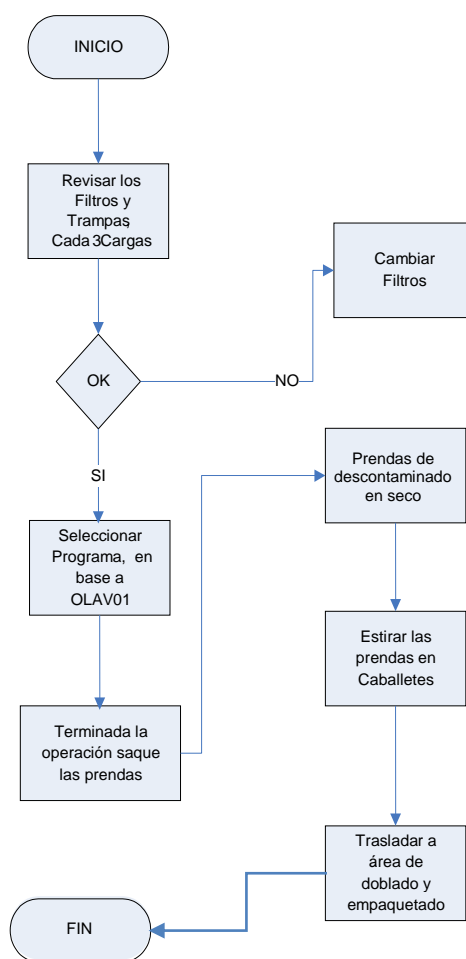 INICIO
Revisar los
Filtros y
Trampas,
Cada 3Cargas
Cambiar
Filtros
OK
NO
SI
Prendas de
descontaminado
en seco
Seleccionar
Programa, en
base a
OLAV01
Estirar las
prendas en
Caballetes
Terminada la
operación saque
las prendas
Trasladar a
área de
doblado y
empaquetado
FIN